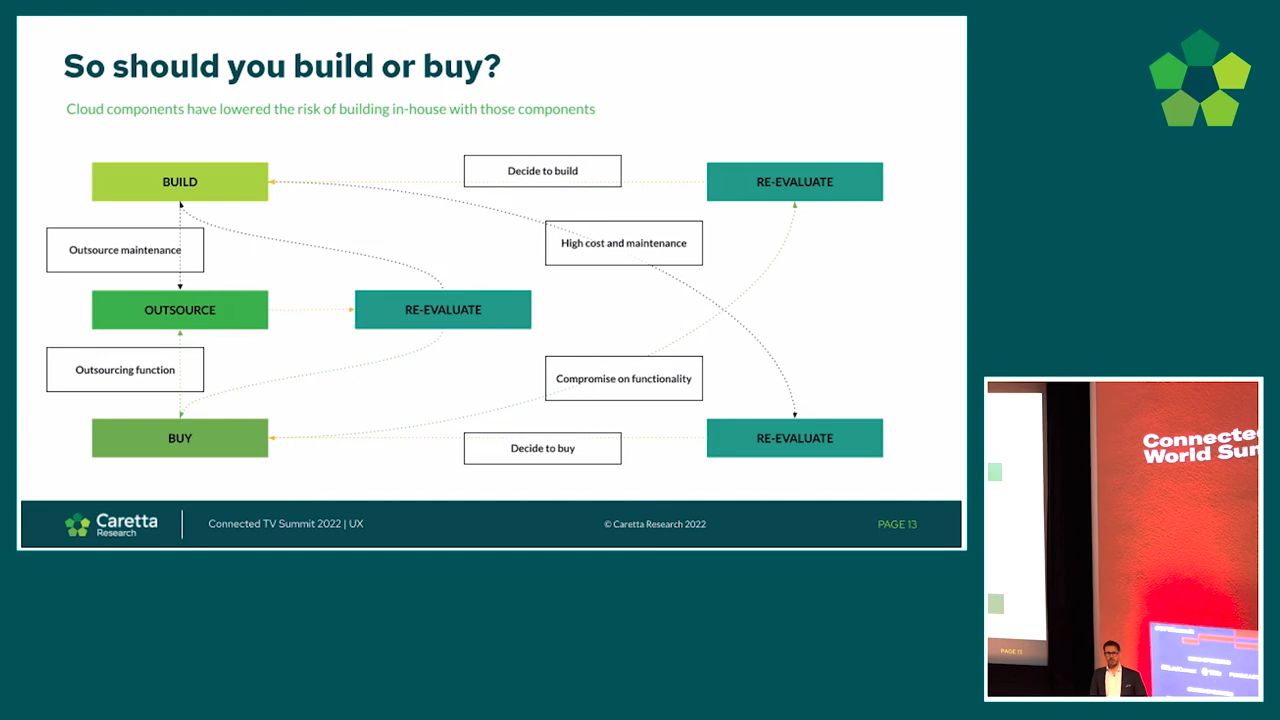 So should you build or buy?
Cloud components have lowered the risk of building in-house with those components
Decide to build
BUILD
RE-EVALUATE
High cost and maintenance
Outsource maintenance
OUTSOURCE
RE-EVALUATE
Outsourcing function
Compromise on functionality
BUY
RE-EVALUATE
Decide to buy
Caretta
Research
Connected TV Summit 2022 | UX
© Caretta Research 2022
PAGE 13
Connected
World Sum
PAGE 13